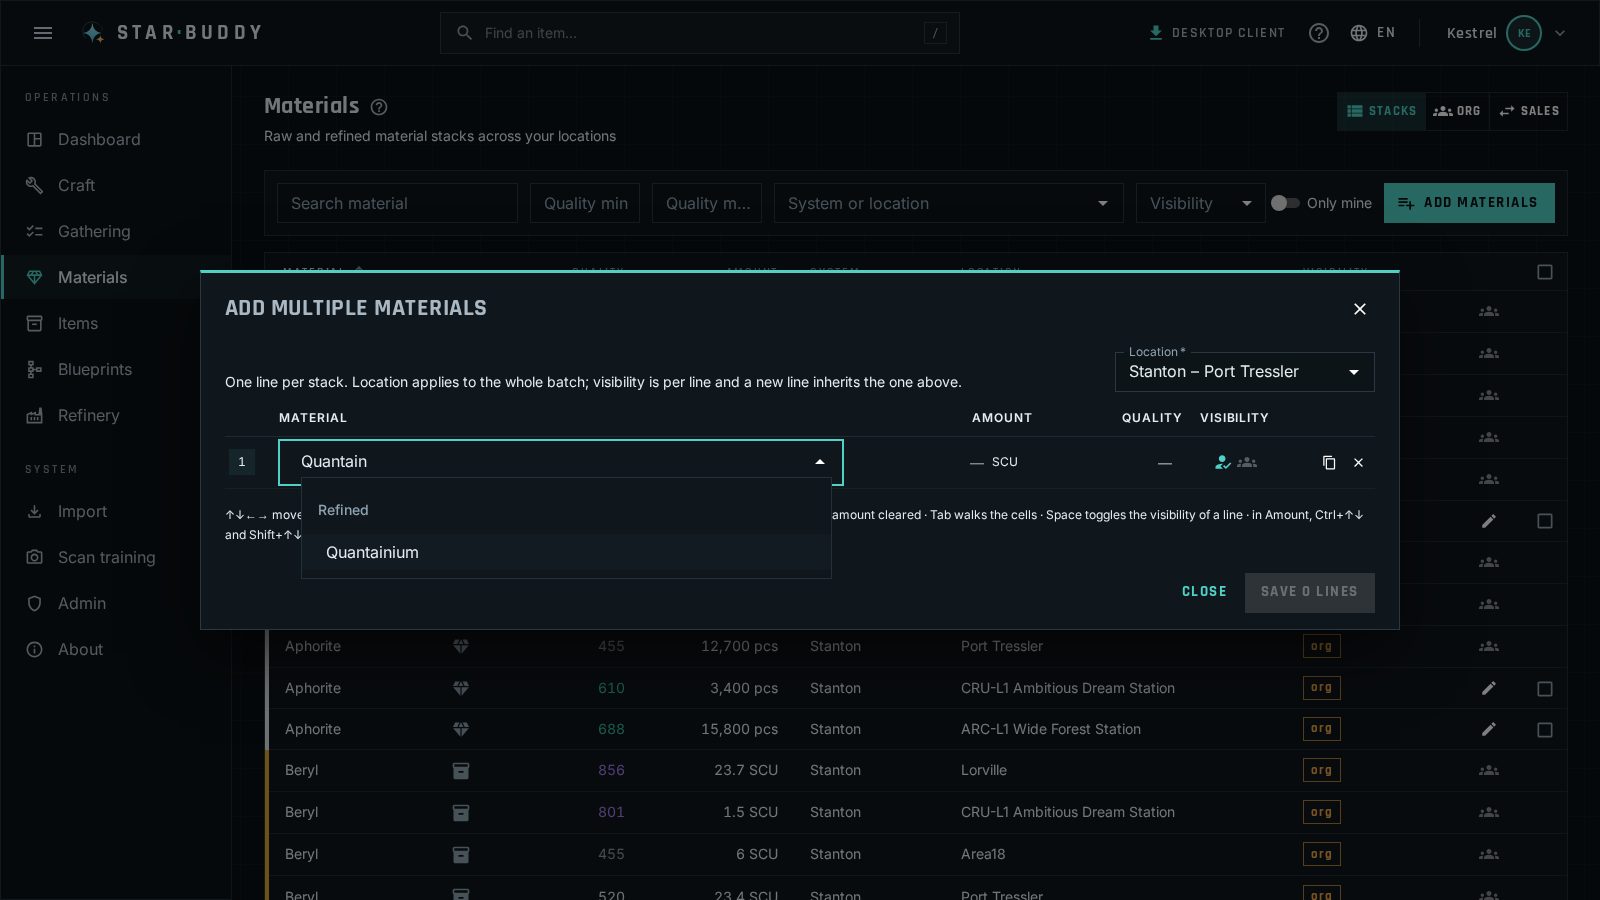 STAR·BUDDY
Find an item...
/
DESKTOP CLIENT
EN
Kestrel
KE
OPERATIONS
Dashboard
Craft
Gathering
Materials
Items
Blueprints
Refinery
SYSTEM
Import
Scan training
Admin
About
Materials
Raw and refined material stacks across your locations
STACKS
ORG
SALES
Search material
Quality min
Quality m...
System or location
Visibility
Only mine
ADD MATERIALS
ADD MULTIPLE MATERIALS
Location *
Stanton – Port Tressler
One line per stack. Location applies to the whole batch; visibility is per line and a new line inherits the one above.
MATERIAL AMOUNT QUALITY VISIBILITY
1 Quantain — SCU —
Refined
Quantainium
↑↓←→ move
amount cleared · Tab walks the cells · Space toggles the visibility of a line · in Amount, Ctrl+↑↓
and Shift+↑↓
CLOSE
SAVE 0 LINES
Aphorite 455 12,700 pcs Stanton Port Tressler org
Aphorite 610 3,400 pcs Stanton CRU-L1 Ambitious Dream Station org
Aphorite 688 15,800 pcs Stanton ARC-L1 Wide Forest Station org
Beryl 856 23.7 SCU Stanton Lorville org
Beryl 801 1.5 SCU Stanton CRU-L1 Ambitious Dream Station org
Beryl 455 6 SCU Stanton Area18 org
Beryl 520 23.4 SCU Stanton Port Tressler org